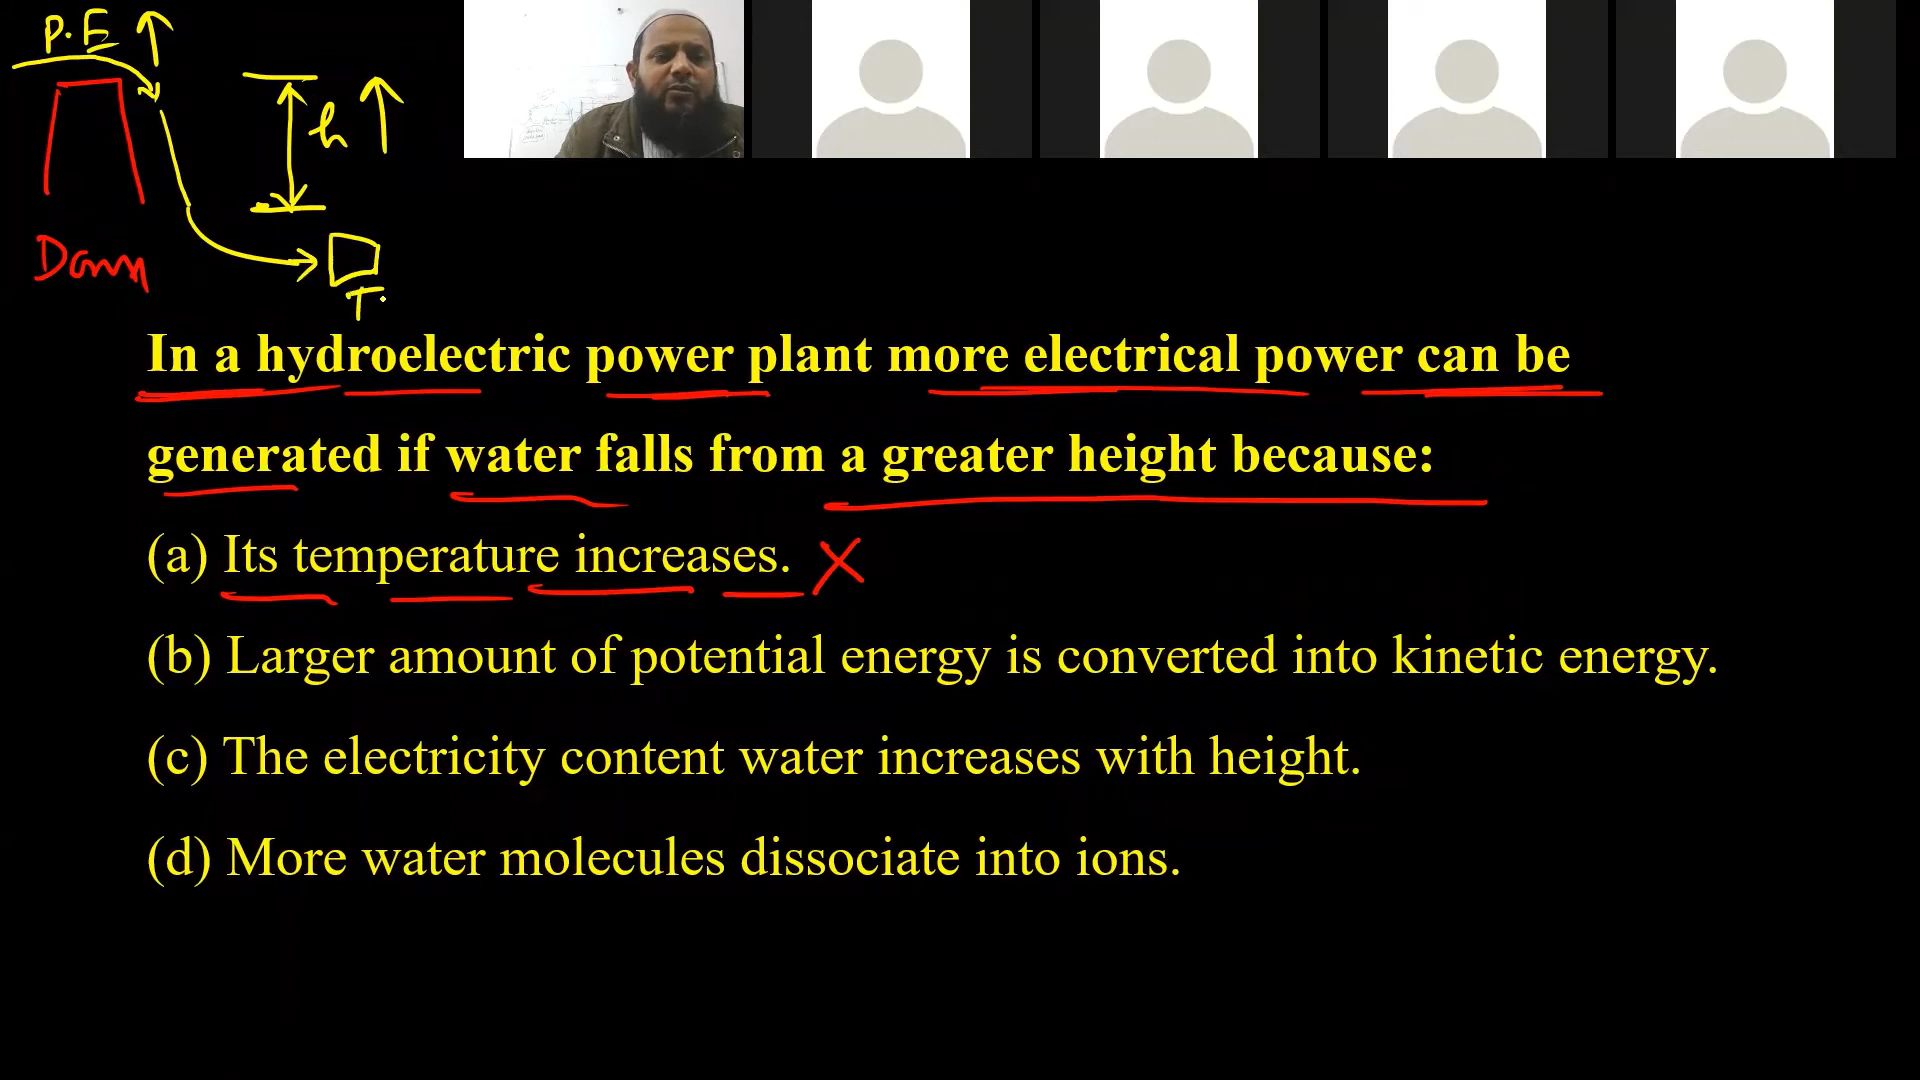 P.E
h
Dam
T.
In a hydroelectric power plant more electrical power can be
generated if water falls from a greater height because:
(a) Its temperature increases.
(b) Larger amount of potential energy is converted into kinetic energy.
(c) The electricity content water increases with height.
(d) More water molecules dissociate into ions.